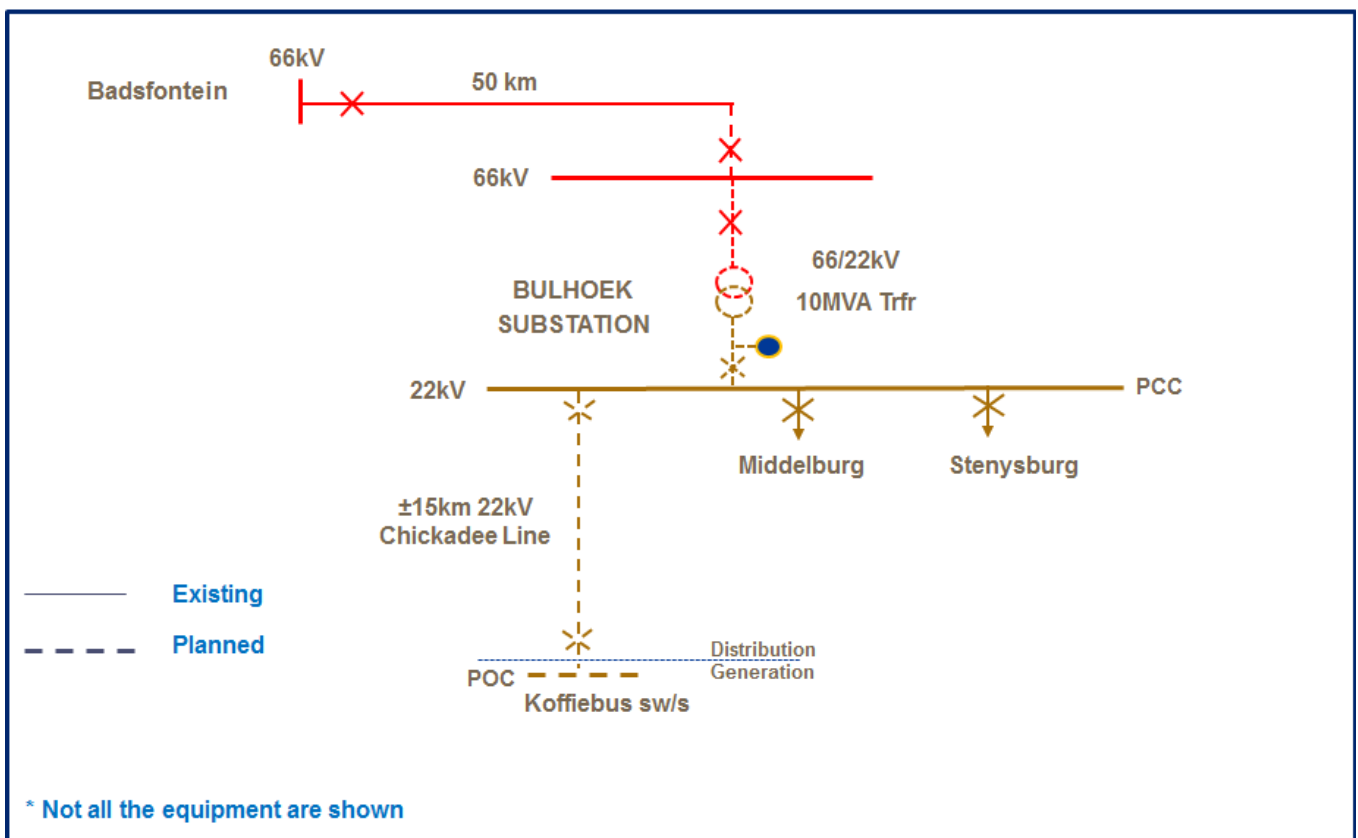 66kV
Badsfontein
50 km
66kV
66/22kV
10MVA Trfr
BULHOEK
SUBSTATION
22kV
PCC
Middelburg
Stenysburg
±15km 22kV
Chickadee Line
Existing
Planned
Distribution
Generation
POC
Koffiebus sw/s
* Not all the equipment are shown